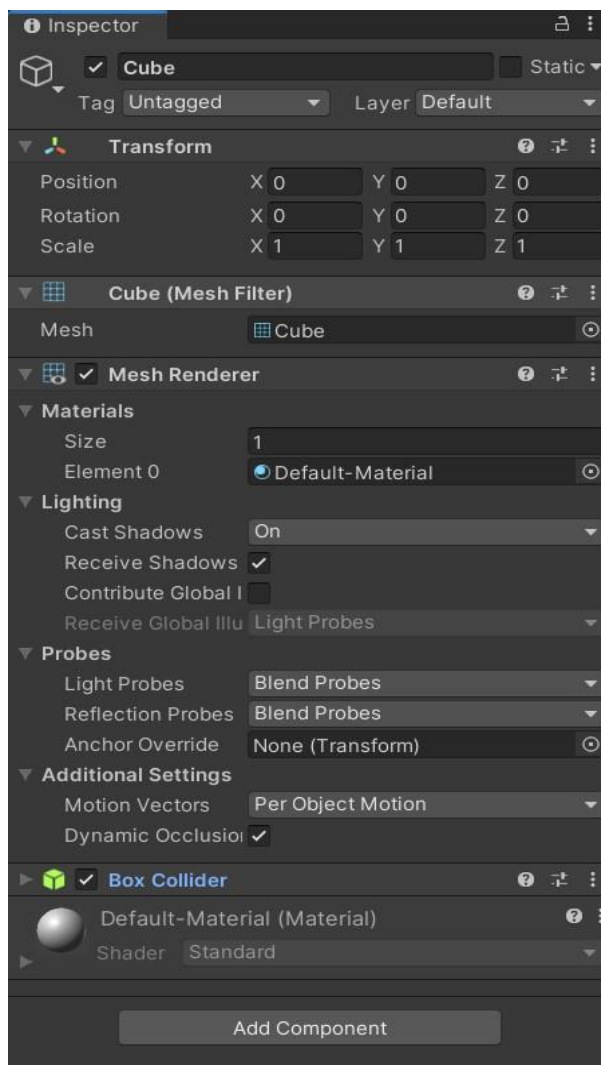 Inspector
Cube Static
Tag Untagged Layer Default
Transform
Position X 0 Y 0 Z 0
Rotation X 0 Y 0 Z 0
Scale X 1 Y 1 Z 1
Cube (Mesh Filter)
Mesh Cube
Mesh Renderer
Materials
Size 1
Element 0 Default-Material
Lighting
Cast Shadows On
Receive Shadows
Contribute Global I
Receive Global Illu Light Probes
Probes
Light Probes Blend Probes
Reflection Probes Blend Probes
Anchor Override None (Transform)
Additional Settings
Motion Vectors Per Object Motion
Dynamic Occlusion
Box Collider
Default-Material (Material)
Shader Standard
Add Component